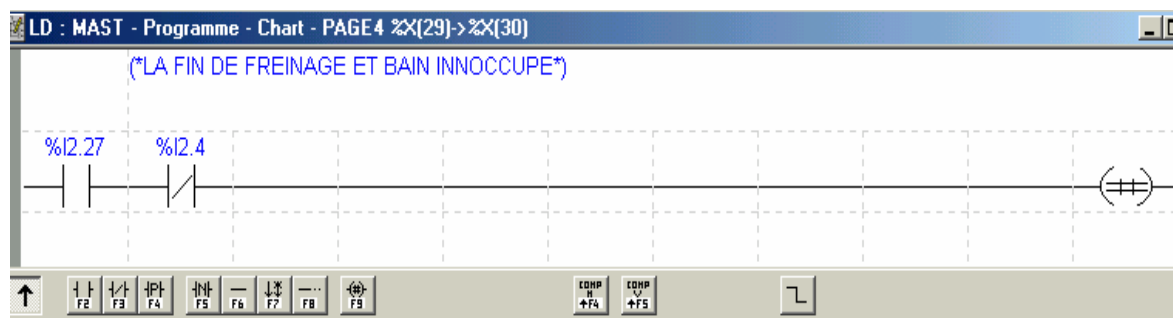 LD : MAST - Programme - Chart - PAGE4 %X(29)->%X(30)
(*LA FIN DE FREINAGE ET BAIN INNOCCUPE*)
%I2.27 %I2.4
F2 F3 F4 F5 F6 F7 F8 F9 COMP H F4 COMP V F5